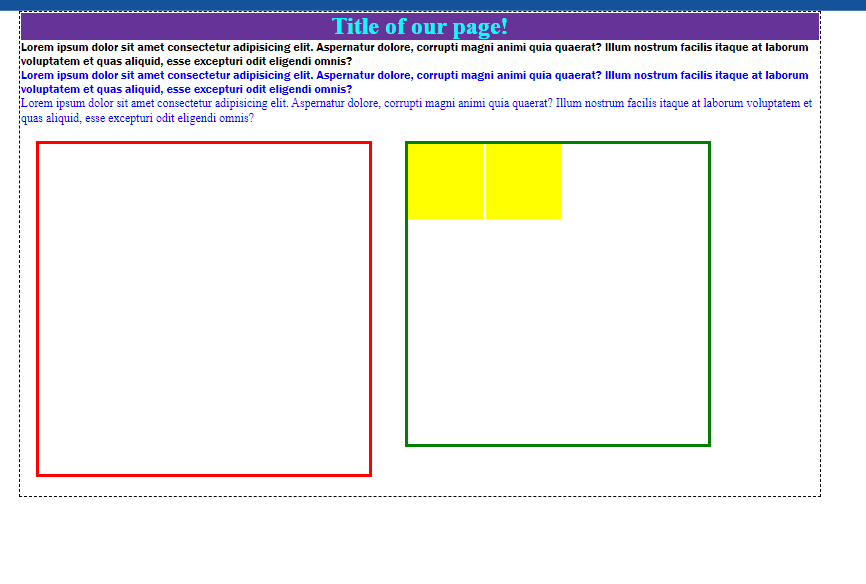 Title of our page!
Lorem ipsum dolor sit amet consectetur adipisicing elit. Aspernatur dolore, corrupti magni animi quia quaerat? Illum nostrum facilis itaque at laborum
voluptatem et quas aliquid, esse excepturi odit eligendi omnis?
Lorem ipsum dolor sit amet consectetur adipisicing elit. Aspernatur dolore, corrupti magni animi quia quaerat? Illum nostrum facilis itaque at laborum
voluptatem et quas aliquid, esse excepturi odit eligendi omnis?
Lorem ipsum dolor sit amet consectetur adipisicing elit. Aspernatur dolore, corrupti magni animi quia quaerat? Illum nostrum facilis itaque at laborum voluptatem et
quas aliquid, esse excepturi odit eligendi omnis?